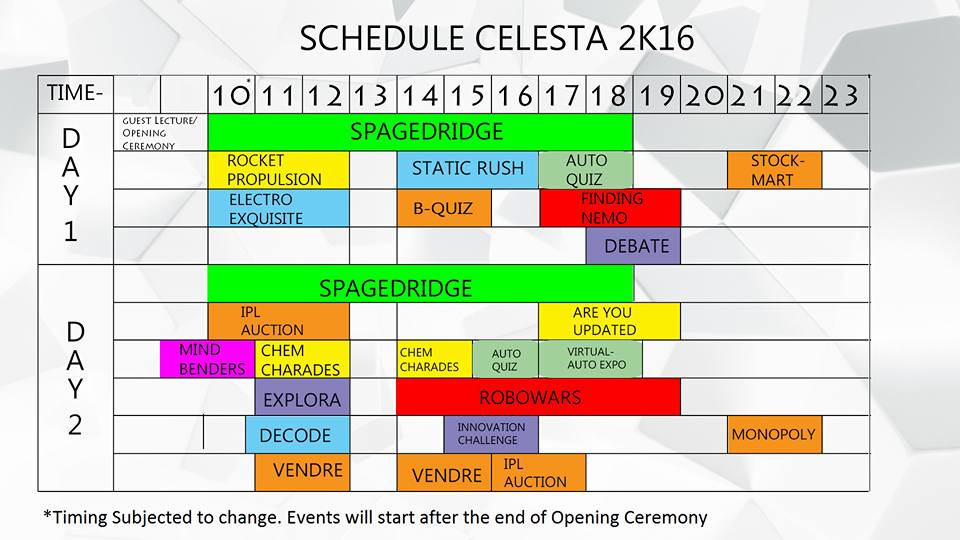 SCHEDULE CELESTA 2K16
TIME-
10* 11 12 13 14 15 16 17 18 19 20 21 22 23
DAY 1
GUEST LECTURE/
OPENING
CEREMONY
SPAGEDRIDGE
ROCKET
PROPULSION
STATIC RUSH
AUTO
QUIZ
STOCK-
MART
ELECTRO
EXQUISITE
B-QUIZ
FINDING
NEMO
DEBATE
DAY 2
SPAGEDRIDGE
IPL
AUCTION
ARE YOU
UPDATED
MIND
BENDERS
CHEM
CHARADES
CHEM
CHARADES
AUTO
QUIZ
VIRTUAL-
AUTO EXPO
EXPLORA
ROBOWARS
DECODE
INNOVATION
CHALLENGE
MONOPOLY
VENDRE
VENDRE
IPL
AUCTION
*Timing Subjected to change. Events will start after the end of Opening Ceremony